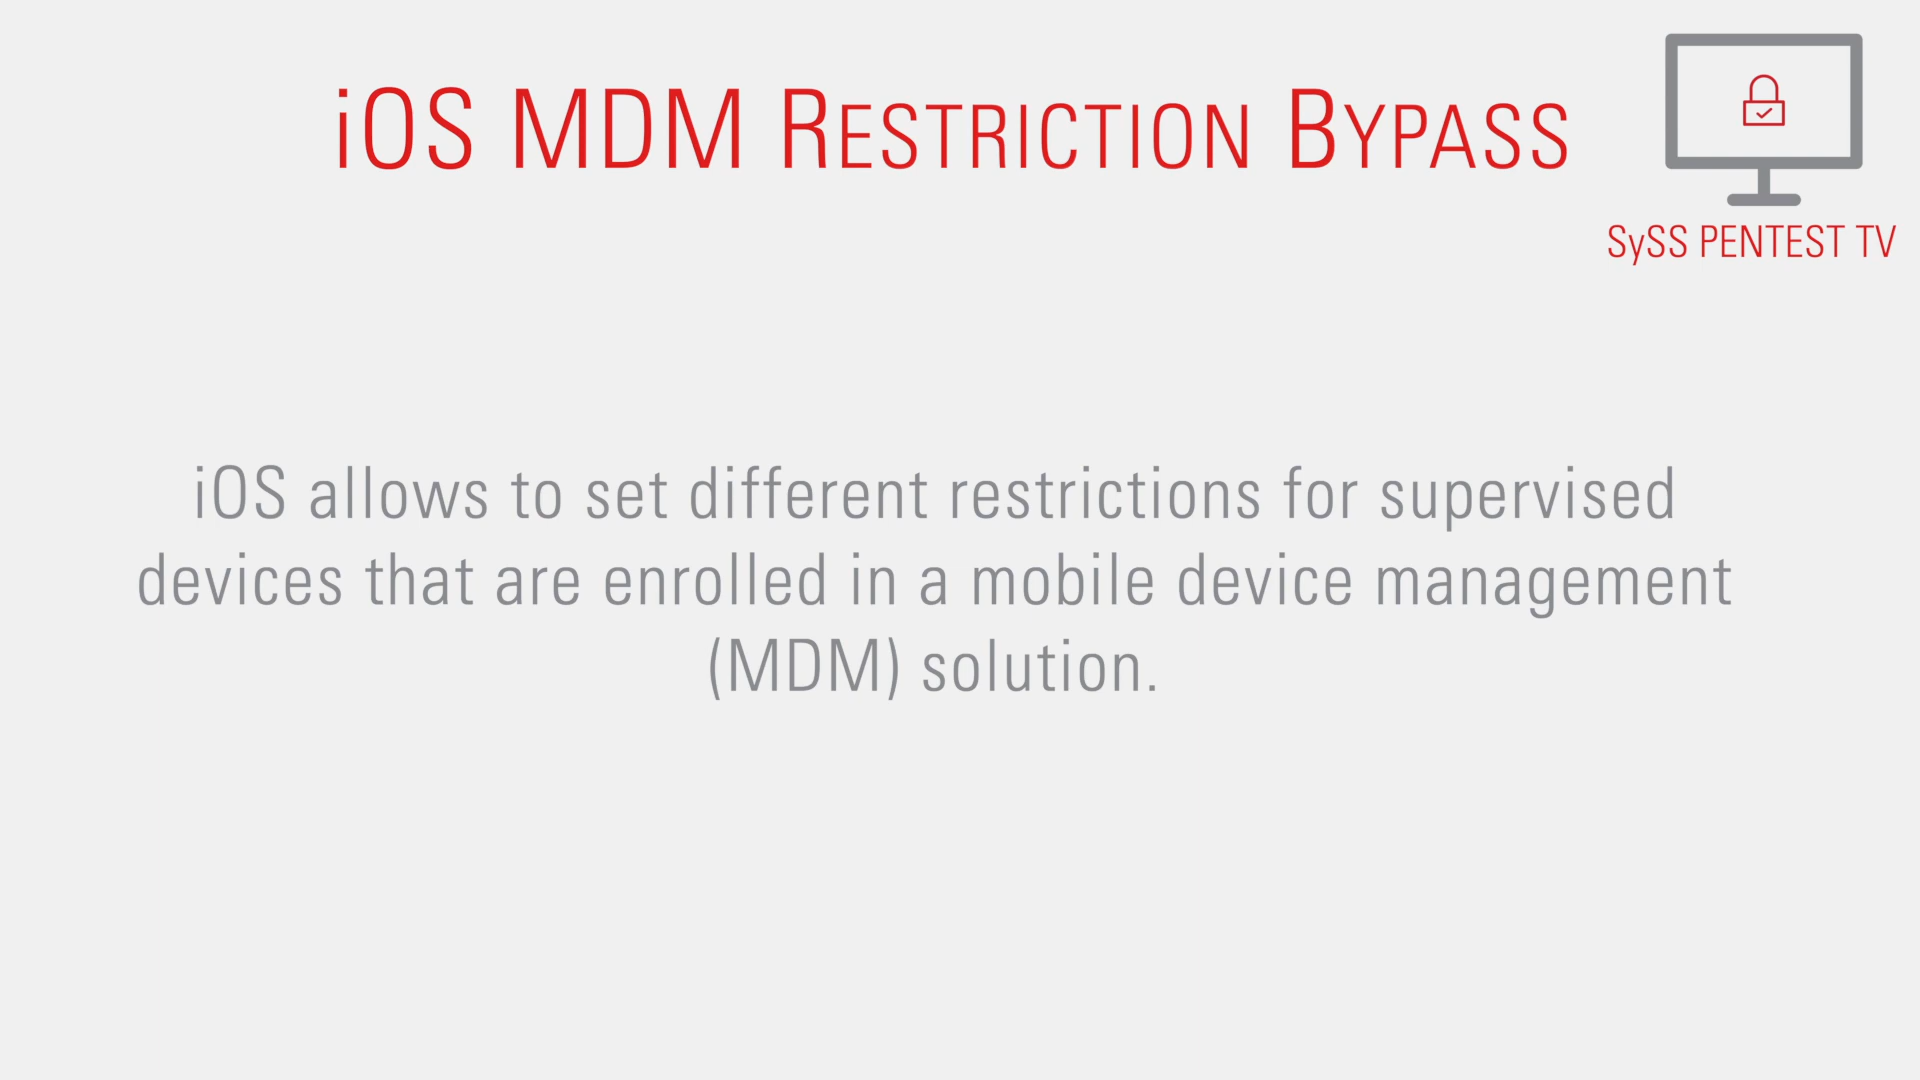 iOS MDM RESTRICTION BYPASS
SySS PENTEST TV
iOS allows to set different restrictions for supervised
devices that are enrolled in a mobile device management
(MDM) solution.